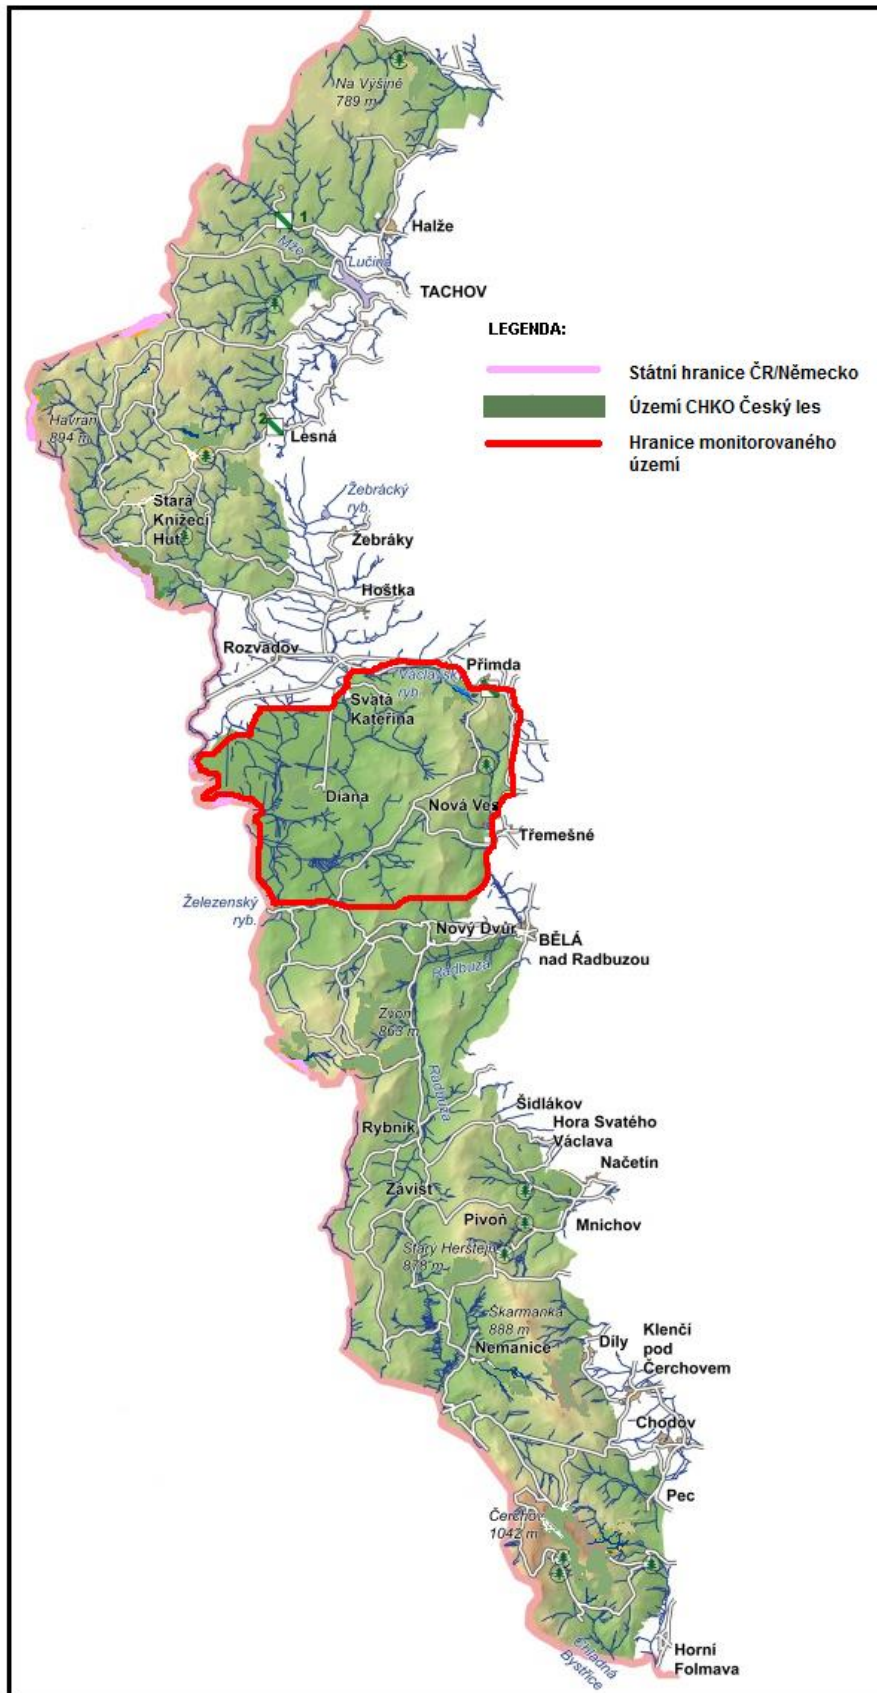 Na Výšině
789 m
1
Halže
Mže
Lučina
TACHOV
LEGENDA:
Státní hranice ČR/Německo
Území CHKO Český les
Hranice monitorovaného
území
Havran
894 m
2
Lesná
Žebrácký
ryb.
Stará
Knížecí
Huť
Žebráky
Hoštka
Rozvadov
Přimda
Václavský
ryb.
Svatá
Kateřina
Diana
Nová Ves
Třemešné
Železenský
ryb.
Nový Dvůr
BĚLÁ
nad Radbuzou
Radbuza
Zvon
863 m
Radbuza
Šidlákov
Rybník
Hora Svatého
Václava
Načetín
Závist
Pivoň
Mnichov
Starý Herštejn
878 m
Škarmanka
888 m
Nemanice
Díly
Klenčí
pod
Čerchovem
Chodov
Pec
Čerchov
1042 m
Chladná
Bystřice
Horní
Folmava